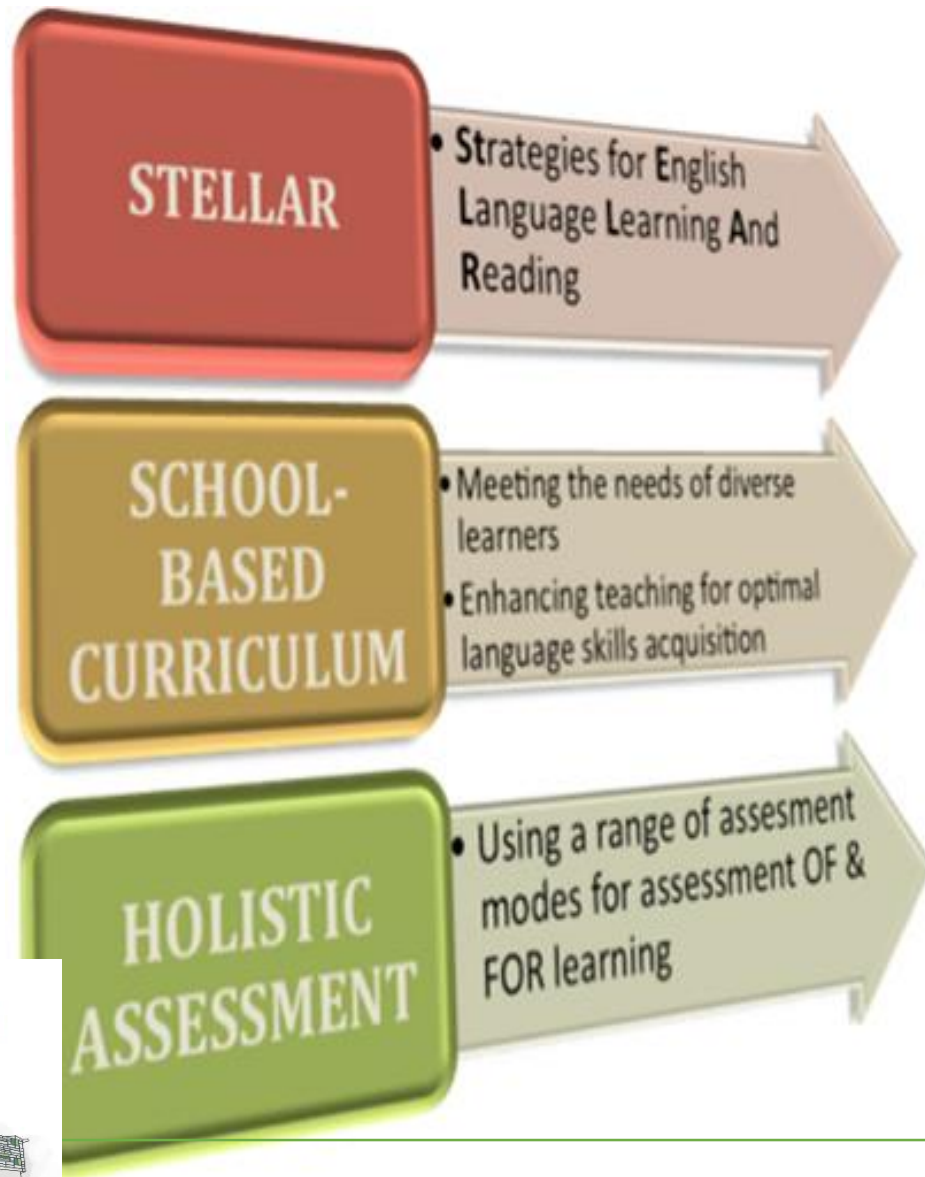 STELLAR
• Strategies for English
Language Learning And
Reading
SCHOOL-
BASED
CURRICULUM
• Meeting the needs of diverse
learners
• Enhancing teaching for optimal
language skills acquisition
HOLISTIC
ASSESSMENT
• Using a range of assesment
modes for assessment OF &
FOR learning